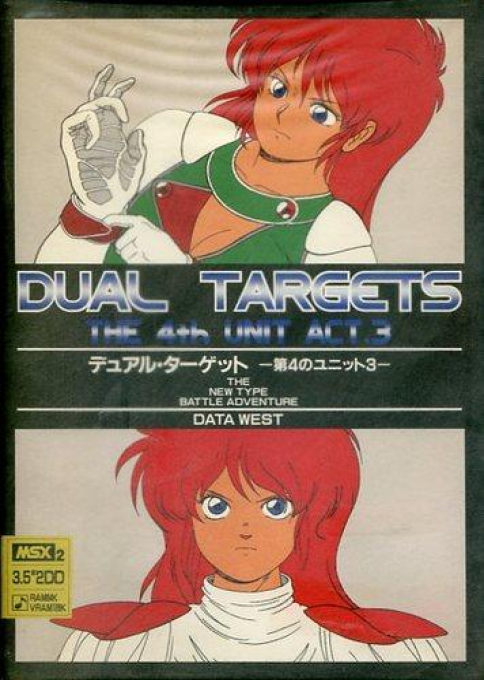 DUAL TARGETS
THE 4th UNIT ACT.3
デュアル・ターゲット －第4のユニット3－
THE
NEW TYPE
BATTLE ADVENTURE
DATA WEST
MSX2
3.5"2DD